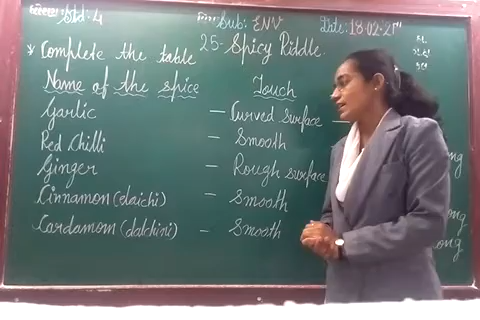 Std: 4 Sub: ENV Date: 18-02-21
25- Spicy Riddle.
* Complete the table
Name of the spice Touch
Garlic - Curved Surface
Red Chilli - Smooth
Ginger - Rough surface
Cinnamon (elaichi) - Smooth
Cardamom (dalchini) - Smooth